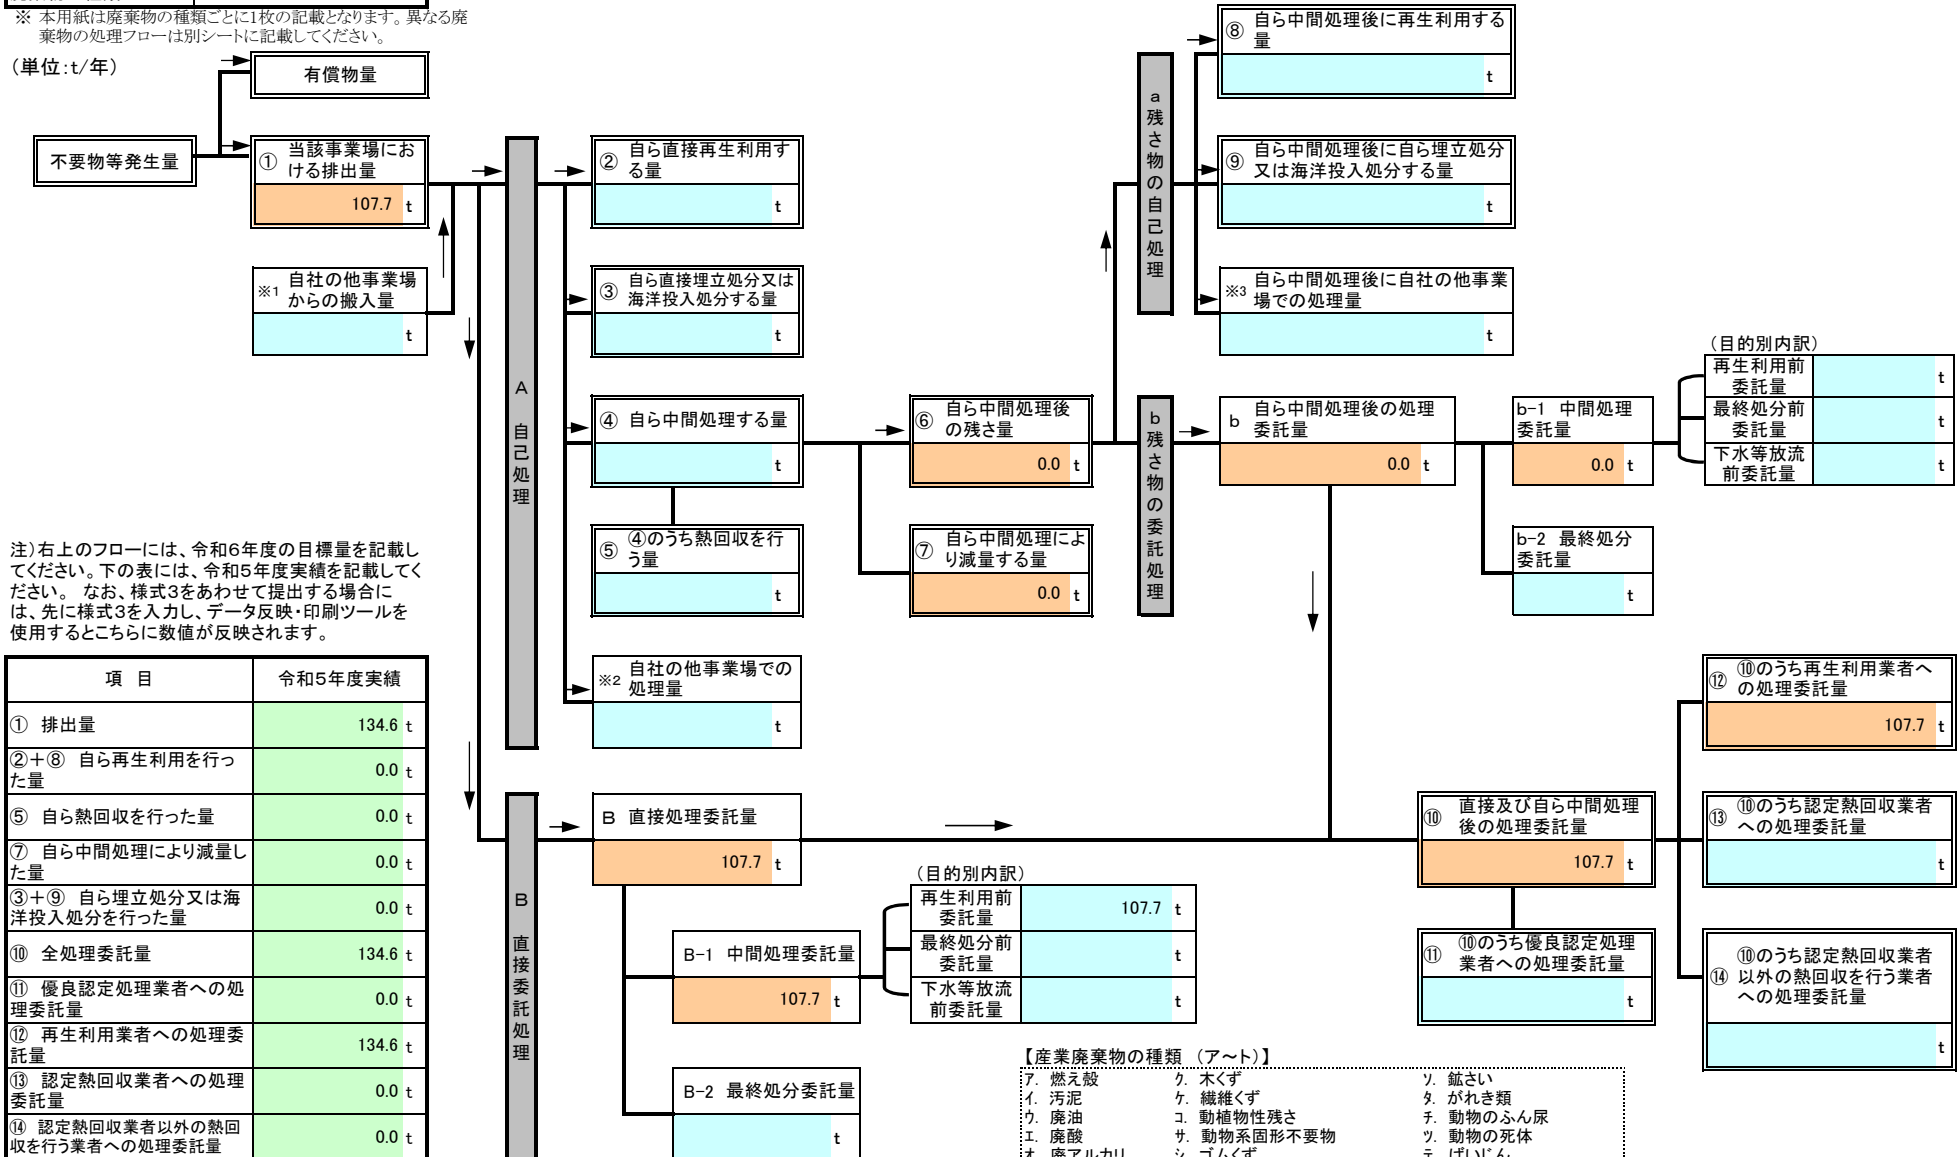 ※ 本用紙は廃棄物の種類ごとに1枚の記載となります。異なる廃
棄物の処理フローは別シートに記載してください。
(単位:t/年)
有償物量
不要物等発生量
① 当該事業場にお
ける排出量
107.7 t
※1 自社の他事業場
からの搬入量
t
A 自己処理
② 自ら直接再生利用す
る量
t
③ 自ら直接埋立処分又は
海洋投入処分する量
t
④ 自ら中間処理する量
t
⑤ ④のうち熱回収を行
う量
t
※2 自社の他事業場での
処理量
t
⑥ 自ら中間処理後
の残さ量
0.0 t
⑦ 自ら中間処理によ
り減量する量
0.0 t
a 残さ物の自己処理
⑧ 自ら中間処理後に再生利用する
量
t
⑨ 自ら中間処理後に自ら埋立処分
又は海洋投入処分する量
t
※3 自ら中間処理後に自社の他事業
場での処理量
t
b 残さ物の委託処理
b 自ら中間処理後の処理
委託量
0.0 t
b-1 中間処理
委託量
0.0 t
b-2 最終処分
委託量
t
(目的別内訳)
再生利用前
委託量
t
最終処分前
委託量
t
下水等放流
前委託量
t
注)右上のフローには、令和6年度の目標量を記載し
てください。下の表には、令和5年度実績を記載してく
ださい。 なお、様式3をあわせて提出する場合に
は、先に様式3を入力し、データ反映・印刷ツールを
使用するとこちらに数値が反映されます。
項 目 令和5年度実績
① 排出量 134.6 t
②+⑧ 自ら再生利用を行っ
た量
0.0 t
⑤ 自ら熱回収を行った量 0.0 t
⑦ 自ら中間処理により減量し
た量
0.0 t
③+⑨ 自ら埋立処分又は海
洋投入処分を行った量
0.0 t
⑩ 全処理委託量 134.6 t
⑪ 優良認定処理業者への処
理委託量
0.0 t
⑫ 再生利用業者への処理委
託量
134.6 t
⑬ 認定熱回収業者への処理
委託量
0.0 t
⑭ 認定熱回収業者以外の熱回
収を行う業者への処理委託量
0.0 t
B 直接委託処理
B 直接処理委託量
107.7 t
B-1 中間処理委託量
107.7 t
B-2 最終処分委託量
t
(目的別内訳)
再生利用前
委託量
107.7 t
最終処分前
委託量
t
下水等放流
前委託量
t
⑩ 直接及び自ら中間処理
後の処理委託量
107.7 t
⑪ ⑩のうち優良認定処理
業者への処理委託量
t
⑫ ⑩のうち再生利用業者へ
の処理委託量
107.7 t
⑬ ⑩のうち認定熱回収業者
への処理委託量
t
⑭ ⑩のうち認定熱回収業者
以外の熱回収を行う業者
への処理委託量
t
【産業廃棄物の種類 (ア~ト)】
ア. 燃え殻 ク. 木くず ソ. 鉱さい
イ. 汚泥 ケ. 繊維くず タ. がれき類
ウ. 廃油 コ. 動植物性残さ チ. 動物のふん尿
エ. 廃酸 サ. 動物系固形不要物 ツ. 動物の死体
オ. 廃アルカリ シ. ゴムくず テ. ばいじん